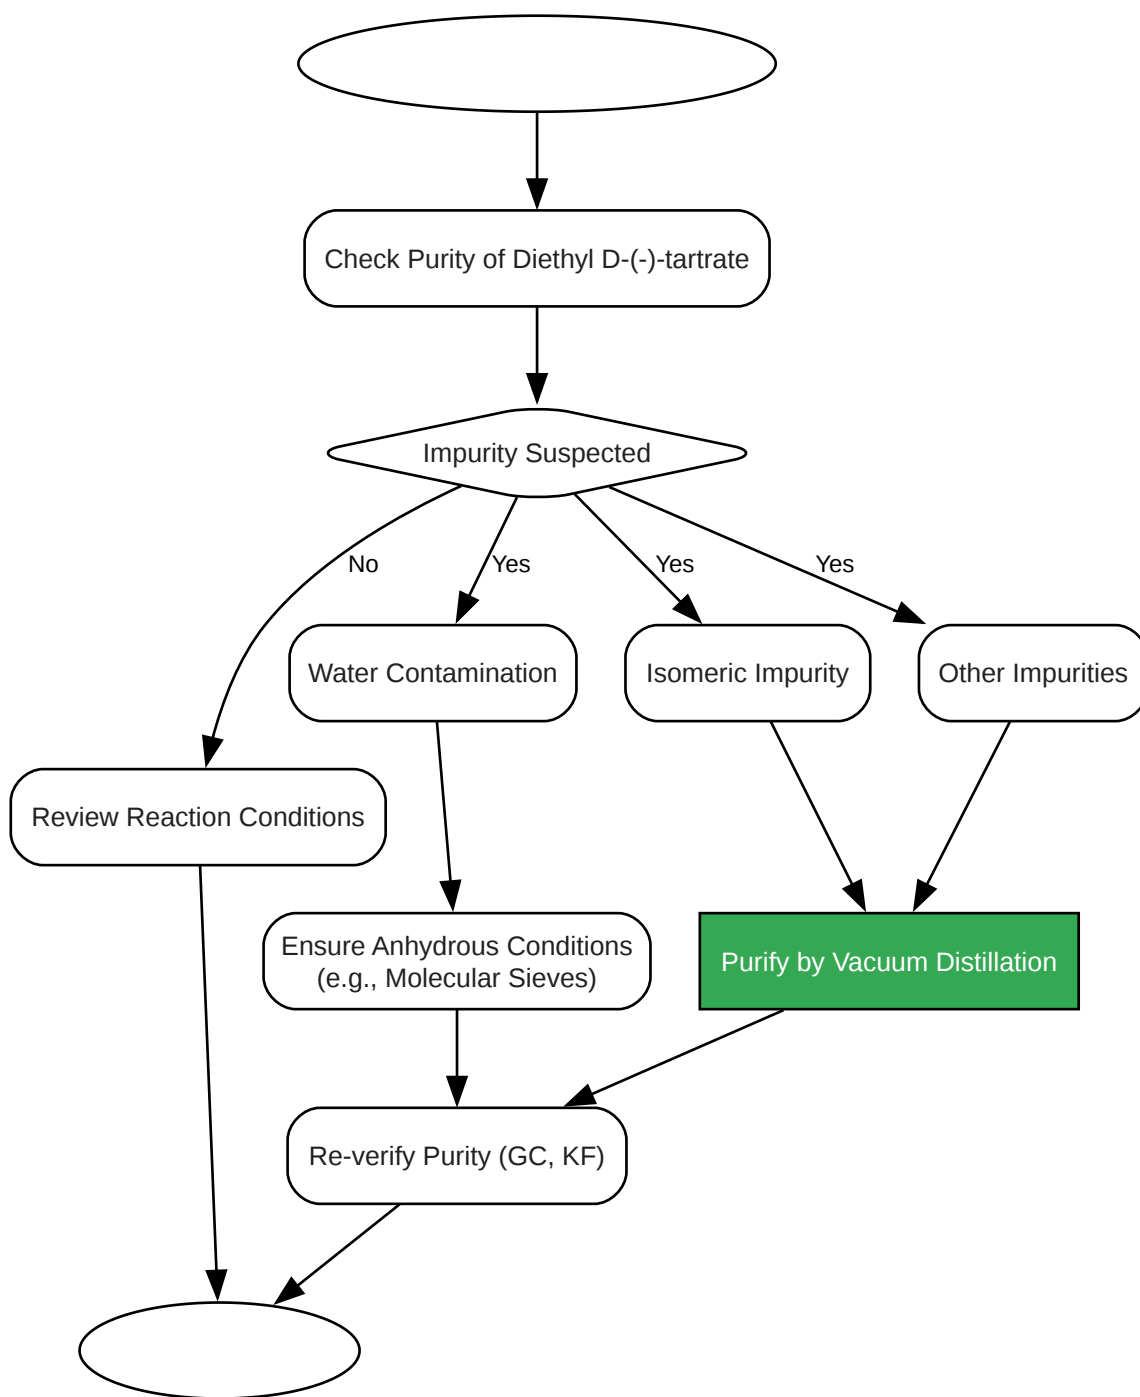 Check Purity of Diethyl D-(-)-tartrate
Impurity Suspected
No
Yes
Yes
Yes
Water Contamination
Isomeric Impurity
Other Impurities
Review Reaction Conditions
Ensure Anhydrous Conditions
(e.g., Molecular Sieves)
Purify by Vacuum Distillation
Re-verify Purity (GC, KF)